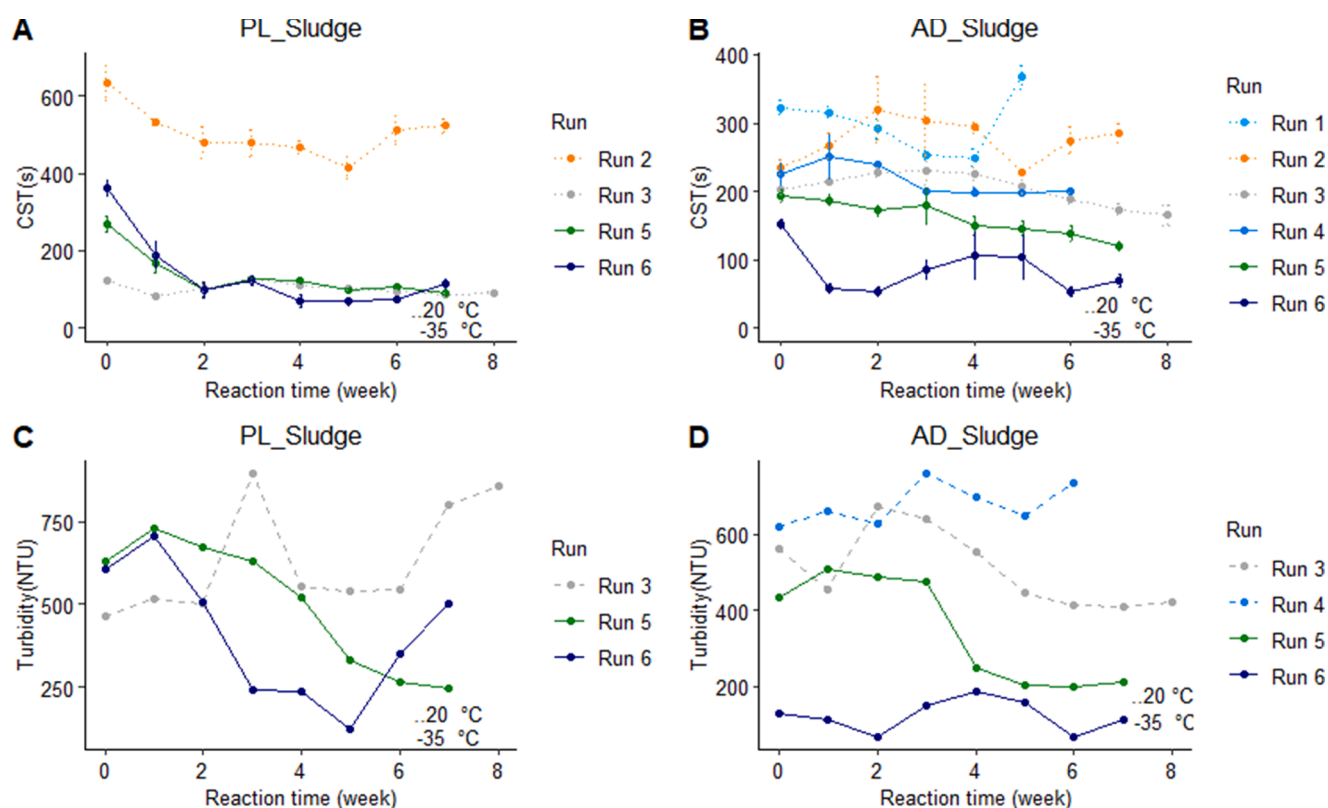 A
PL_Sludge
CST(s)
600
400
200
0
0 2 4 6 8
Reaction time (week)
..20 °C
-35 °C
Run
Run 2
Run 3
Run 5
Run 6
B
AD_Sludge
CST(s)
400
300
200
100
0
0 2 4 6 8
Reaction time (week)
..20 °C
-35 °C
Run
Run 1
Run 2
Run 3
Run 4
Run 5
Run 6
C
PL_Sludge
Turbidity(NTU)
750
500
250
0 2 4 6 8
Reaction time (week)
..20 °C
-35 °C
Run
Run 3
Run 5
Run 6
D
AD_Sludge
Turbidity(NTU)
600
400
200
0 2 4 6 8
Reaction time (week)
..20 °C
-35 °C
Run
Run 3
Run 4
Run 5
Run 6